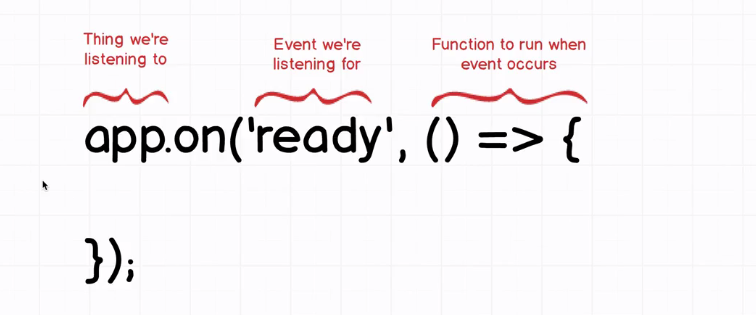 Thing we're
listening to
Event we're
listening for
Function to run when
event occurs
app.on('ready', () => {
});